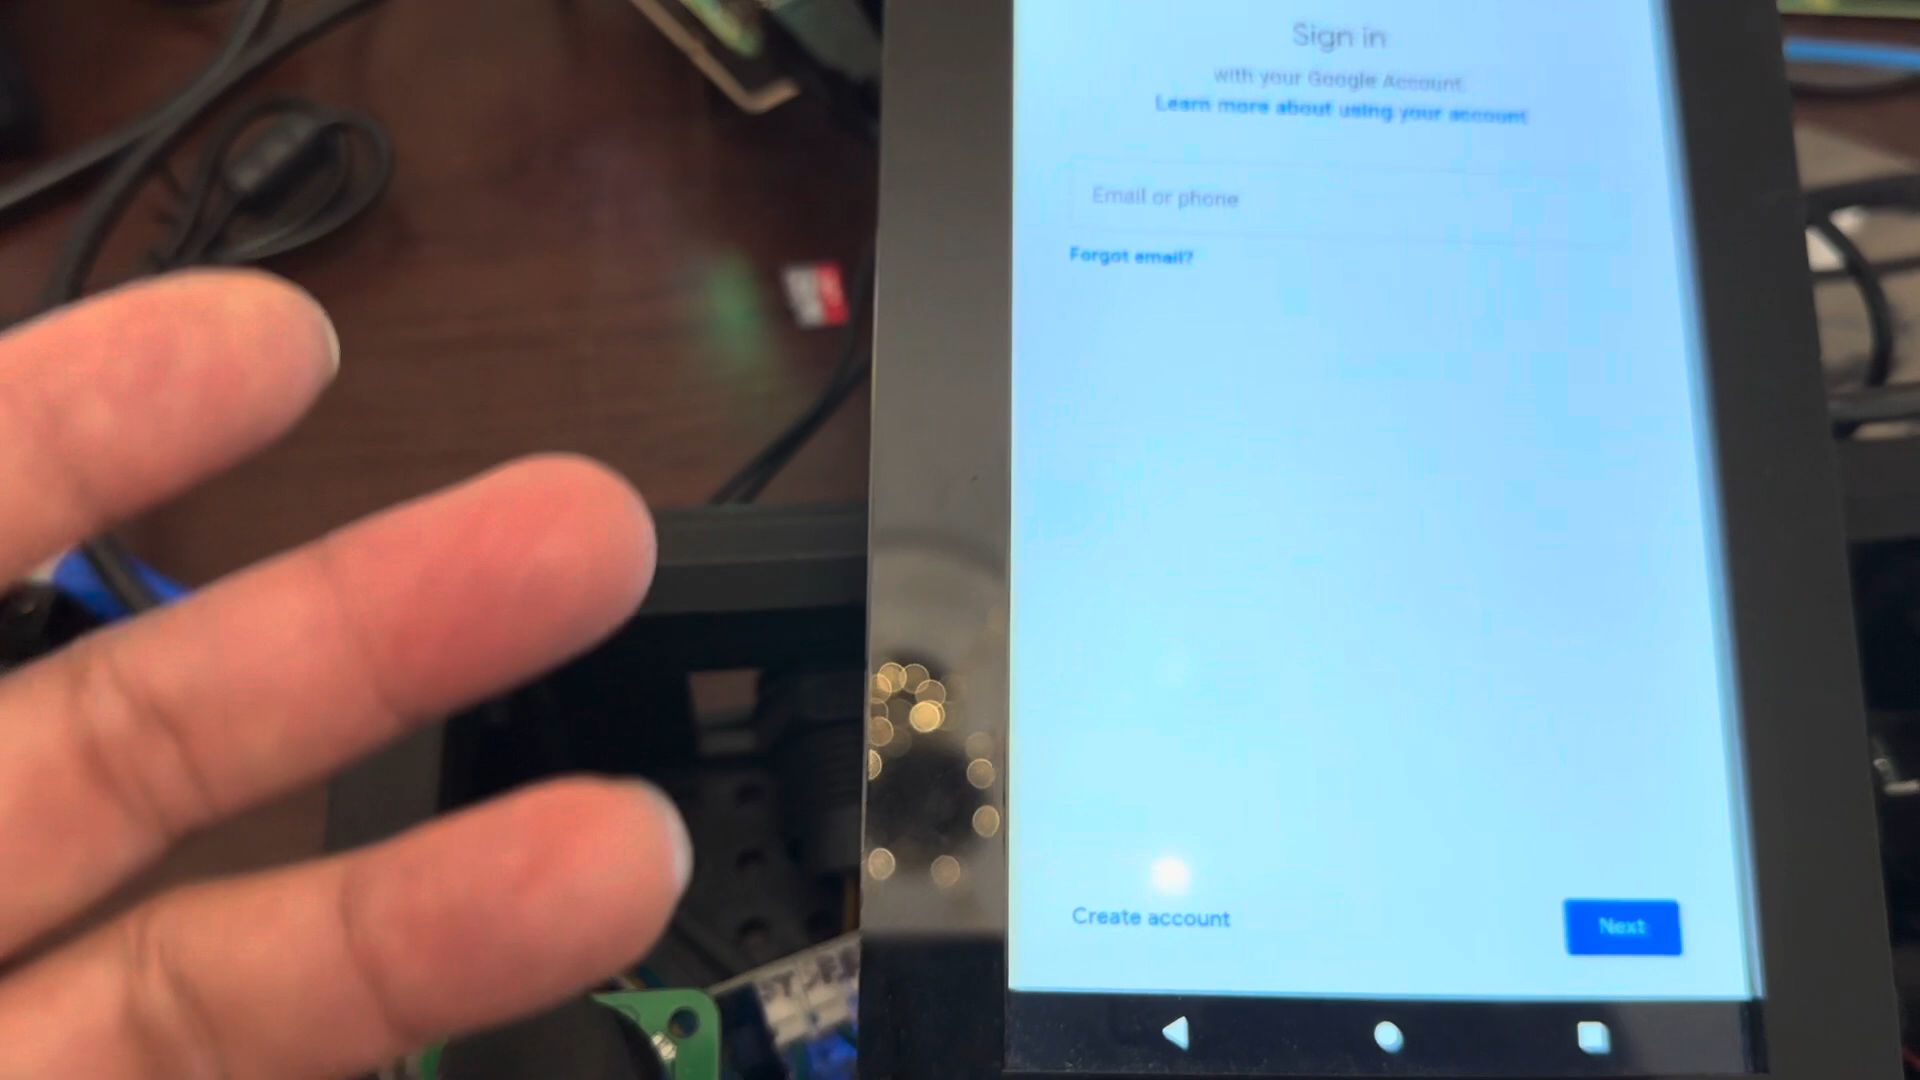 Sign in
with your Google Account.
Learn more about using your account
Email or phone
Forgot email?
Create account
Next